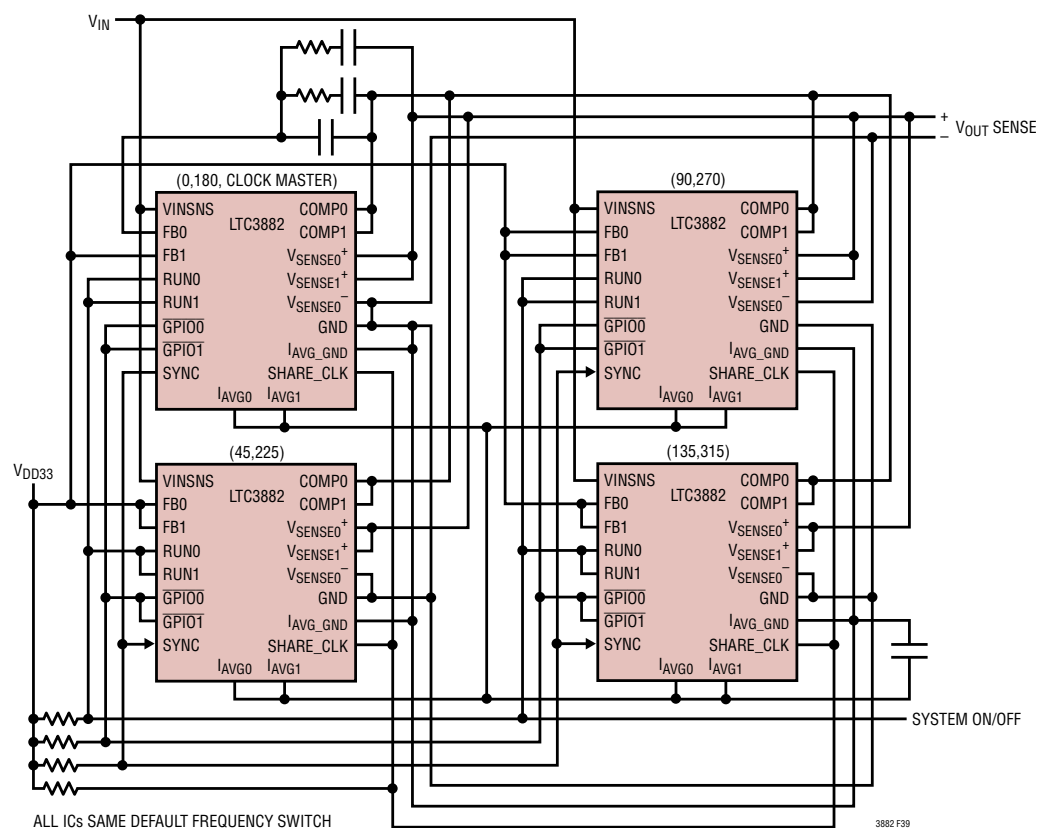 VIN
+
VOUT SENSE
–
(0,180, CLOCK MASTER)
VINSNS
FB0
FB1
RUN0
RUN1
GPIO0
GPIO1
SYNC
LTC3882
COMP0
COMP1
VSENSE0+
VSENSE1+
VSENSE0–
GND
IAVG_GND
SHARE_CLK
IAVG0
IAVG1
(90,270)
VINSNS
FB0
FB1
RUN0
RUN1
GPIO0
GPIO1
SYNC
LTC3882
COMP0
COMP1
VSENSE0+
VSENSE1+
VSENSE0–
GND
IAVG_GND
SHARE_CLK
IAVG0
IAVG1
VDD33
(45,225)
VINSNS
FB0
FB1
RUN0
RUN1
GPIO0
GPIO1
SYNC
LTC3882
COMP0
COMP1
VSENSE0+
VSENSE1+
VSENSE0–
GND
IAVG_GND
SHARE_CLK
IAVG0
IAVG1
(135,315)
VINSNS
FB0
FB1
RUN0
RUN1
GPIO0
GPIO1
SYNC
LTC3882
COMP0
COMP1
VSENSE0+
VSENSE1+
VSENSE0–
GND
IAVG_GND
SHARE_CLK
IAVG0
IAVG1
SYSTEM ON/OFF
ALL ICs SAME DEFAULT FREQUENCY SWITCH
3882 F39